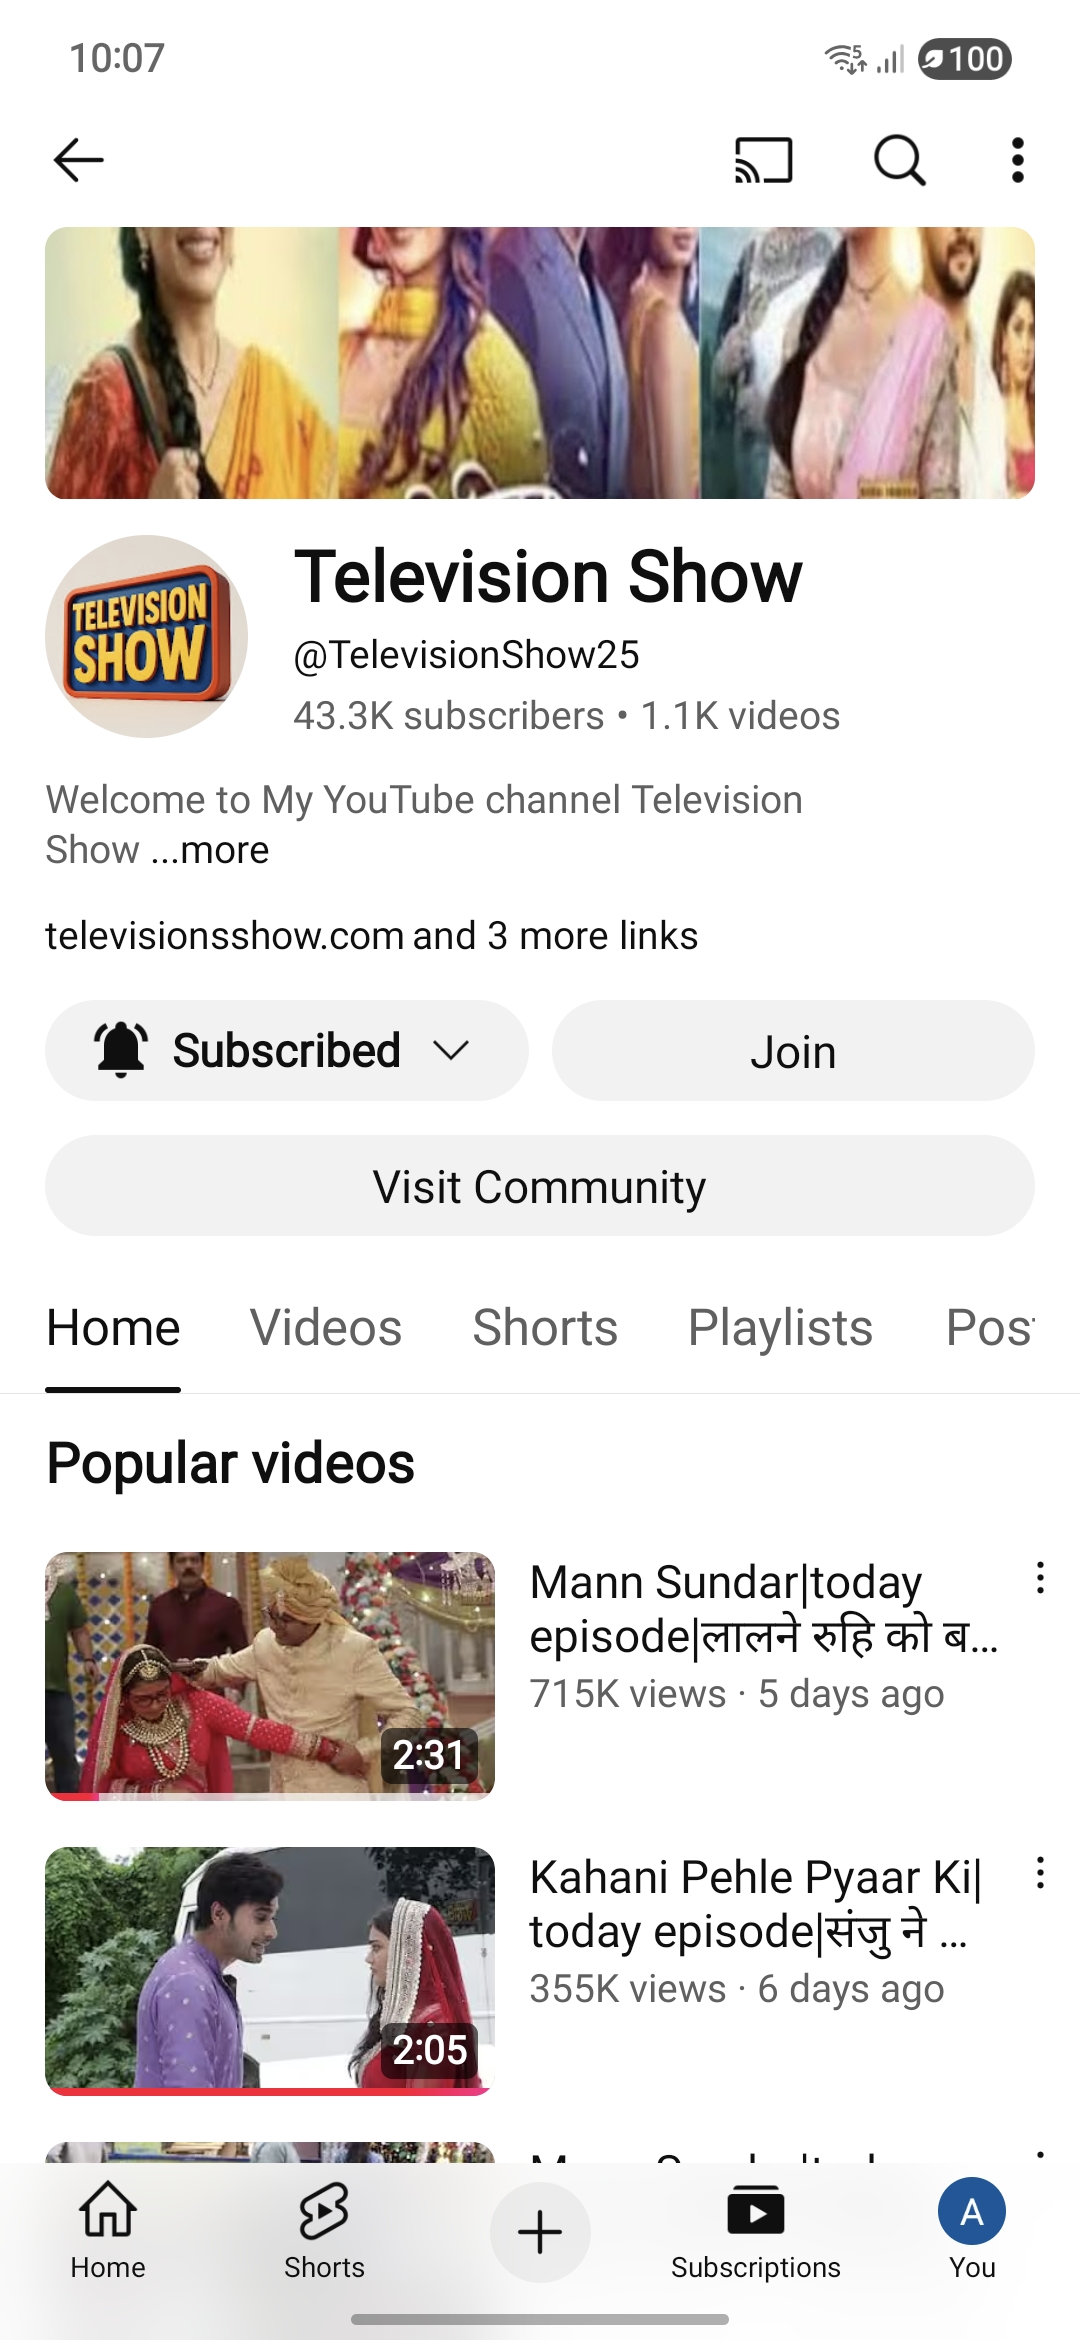 10:07
5
100
TELEVISION
SHOW
Television Show
@TelevisionShow25
43.3K subscribers • 1.1K videos
Welcome to My YouTube channel Television
Show ...more
televisionsshow.com and 3 more links
Subscribed
Join
Visit Community
Home Videos Shorts Playlists Pos
Popular videos
Mann Sundar|today
episode|लालने रुहि को ब...
715K views · 5 days ago
2:31
Kahani Pehle Pyaar Ki|
today episode|संजु ने ...
355K views · 6 days ago
2:05
Home
Shorts
Subscriptions
A
You